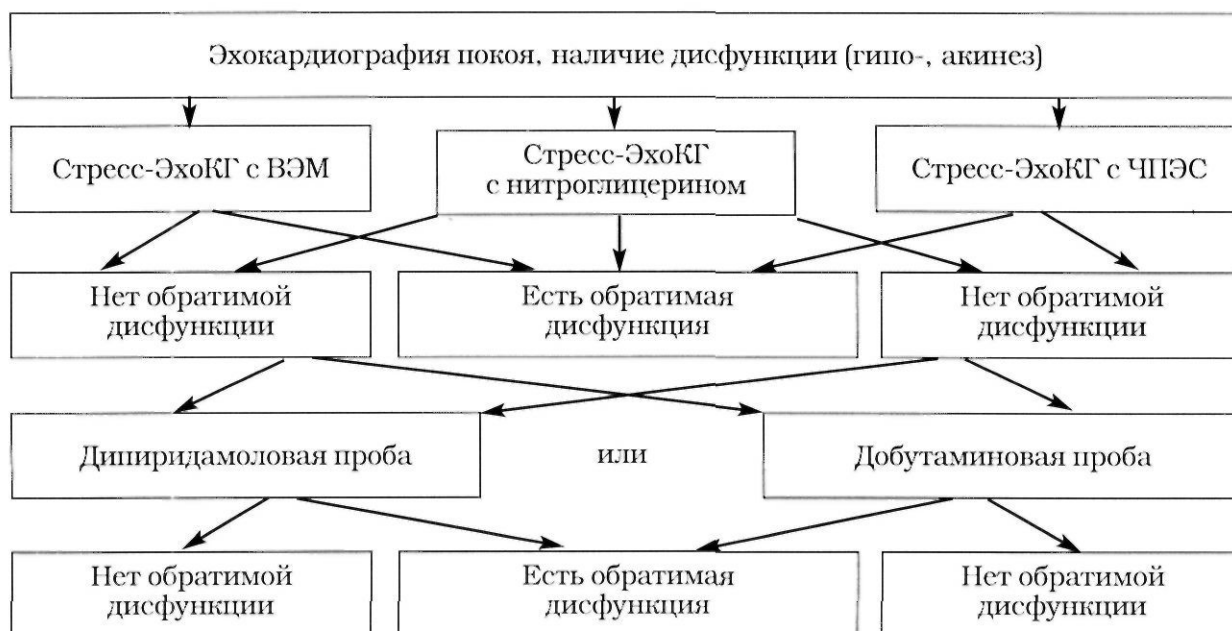 Эхокардиография покоя, наличие дисфункции (гипо-, акинез)
Стресс-ЭхоКГ с ВЭМ
Стресс-ЭхоКГ
с нитроглицерином
Стресс-ЭхоКГ с ЧПЭС
Нет обратимой
дисфункции
Есть обратимая
дисфункция
Нет обратимой
дисфункции
Дипиридамоловая проба
или
Добутаминовая проба
Нет обратимой
дисфункции
Есть обратимая
дисфункция
Нет обратимой
дисфункции